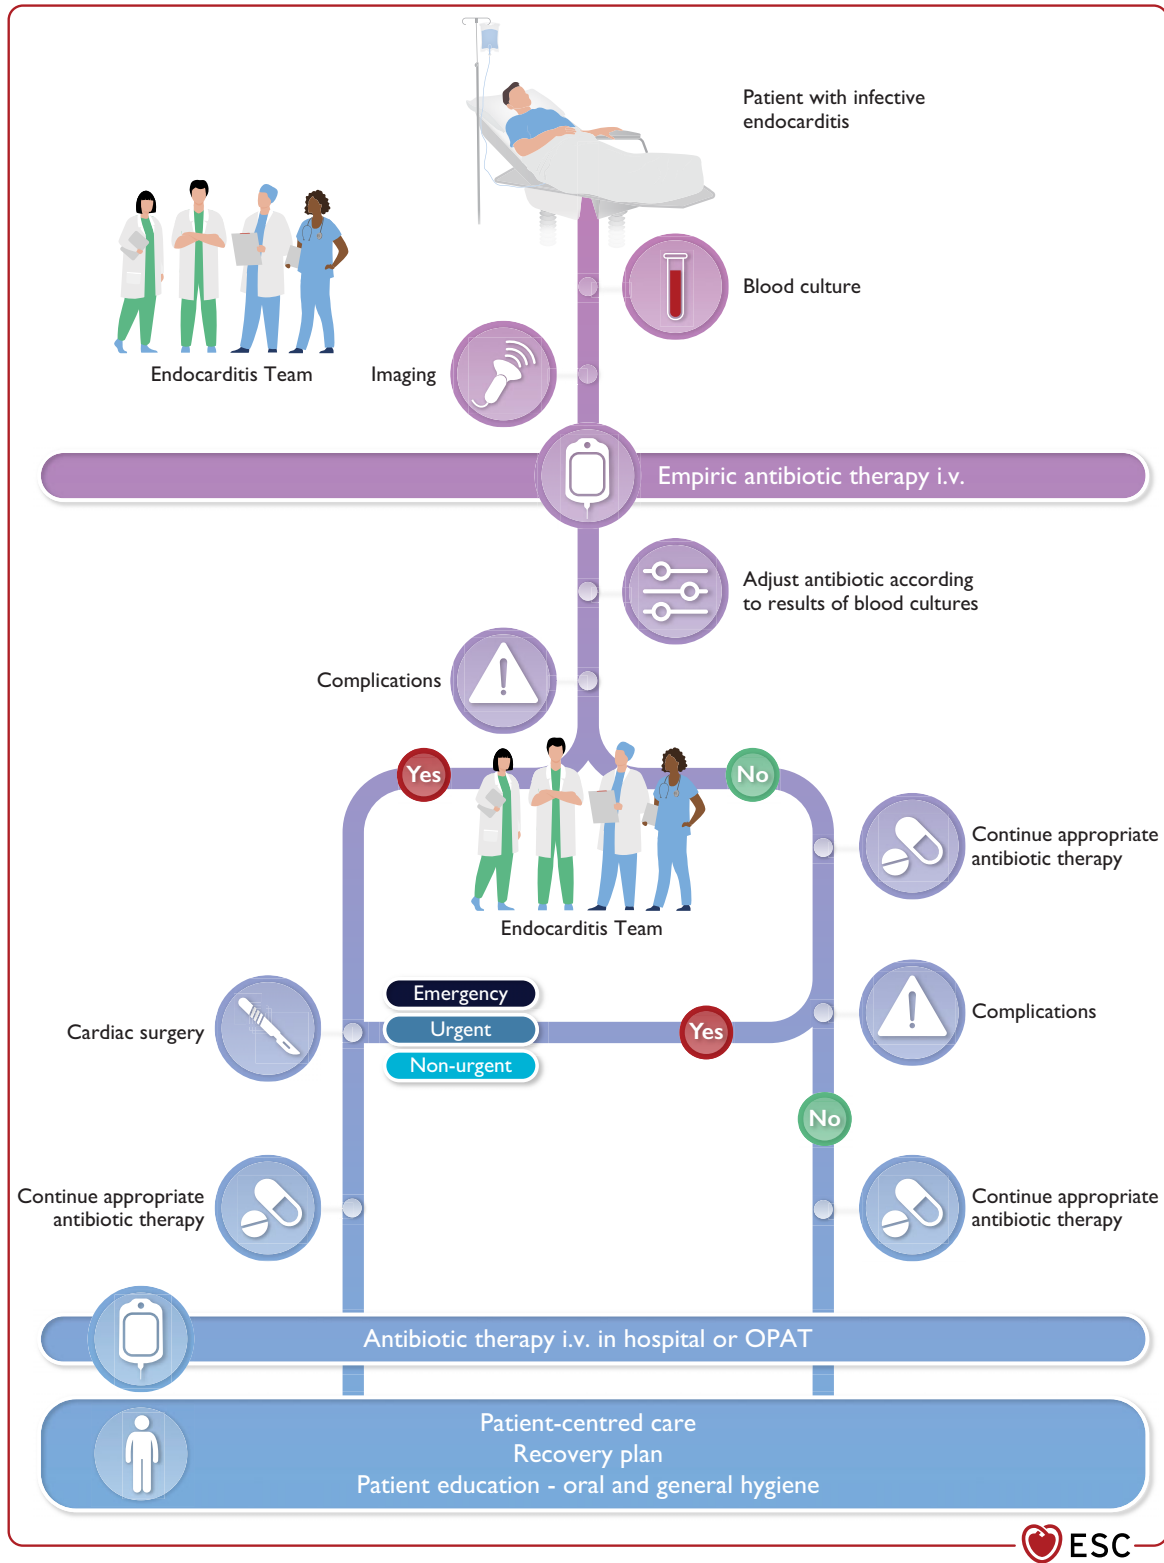 Patient with infective
endocarditis
Blood culture
Endocarditis Team
Imaging
Empiric antibiotic therapy i.v.
Adjust antibiotic according
to results of blood cultures
Complications
Yes
No
Continue appropriate
antibiotic therapy
Endocarditis Team
Emergency
Urgent
Non-urgent
Cardiac surgery
Yes
Complications
No
Continue appropriate
antibiotic therapy
Continue appropriate
antibiotic therapy
Antibiotic therapy i.v. in hospital or OPAT
Patient-centred care
Recovery plan
Patient education - oral and general hygiene
ESC